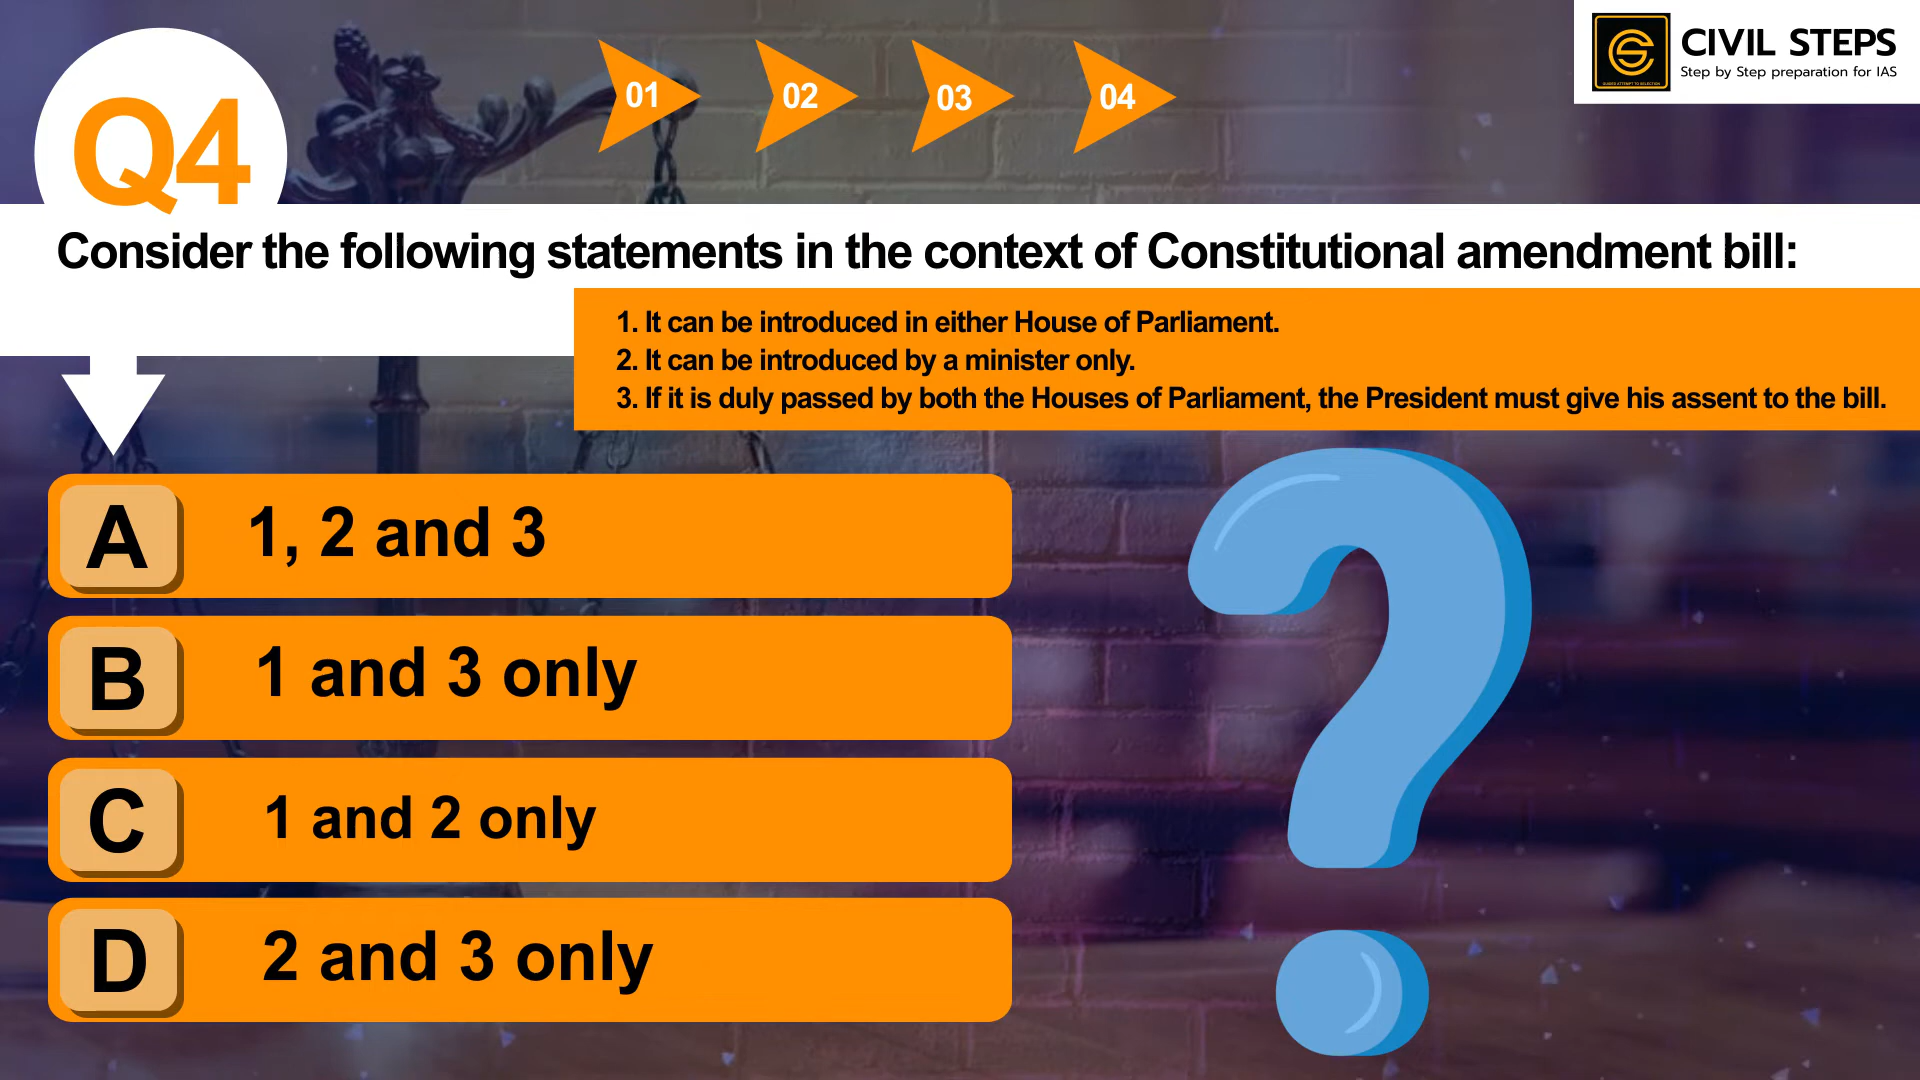 01 02 03 04
CIVIL STEPS
Step by Step preparation for IAS
Q4
Consider the following statements in the context of Constitutional amendment bill:
1. It can be introduced in either House of Parliament.
2. It can be introduced by a minister only.
3. If it is duly passed by both the Houses of Parliament, the President must give his assent to the bill.
A 1, 2 and 3
B 1 and 3 only
C 1 and 2 only
D 2 and 3 only